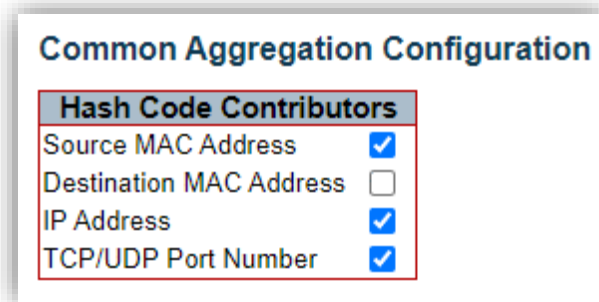 Common Aggregation Configuration
Hash Code Contributors
Source MAC Address
Destination MAC Address
IP Address
TCP/UDP Port Number